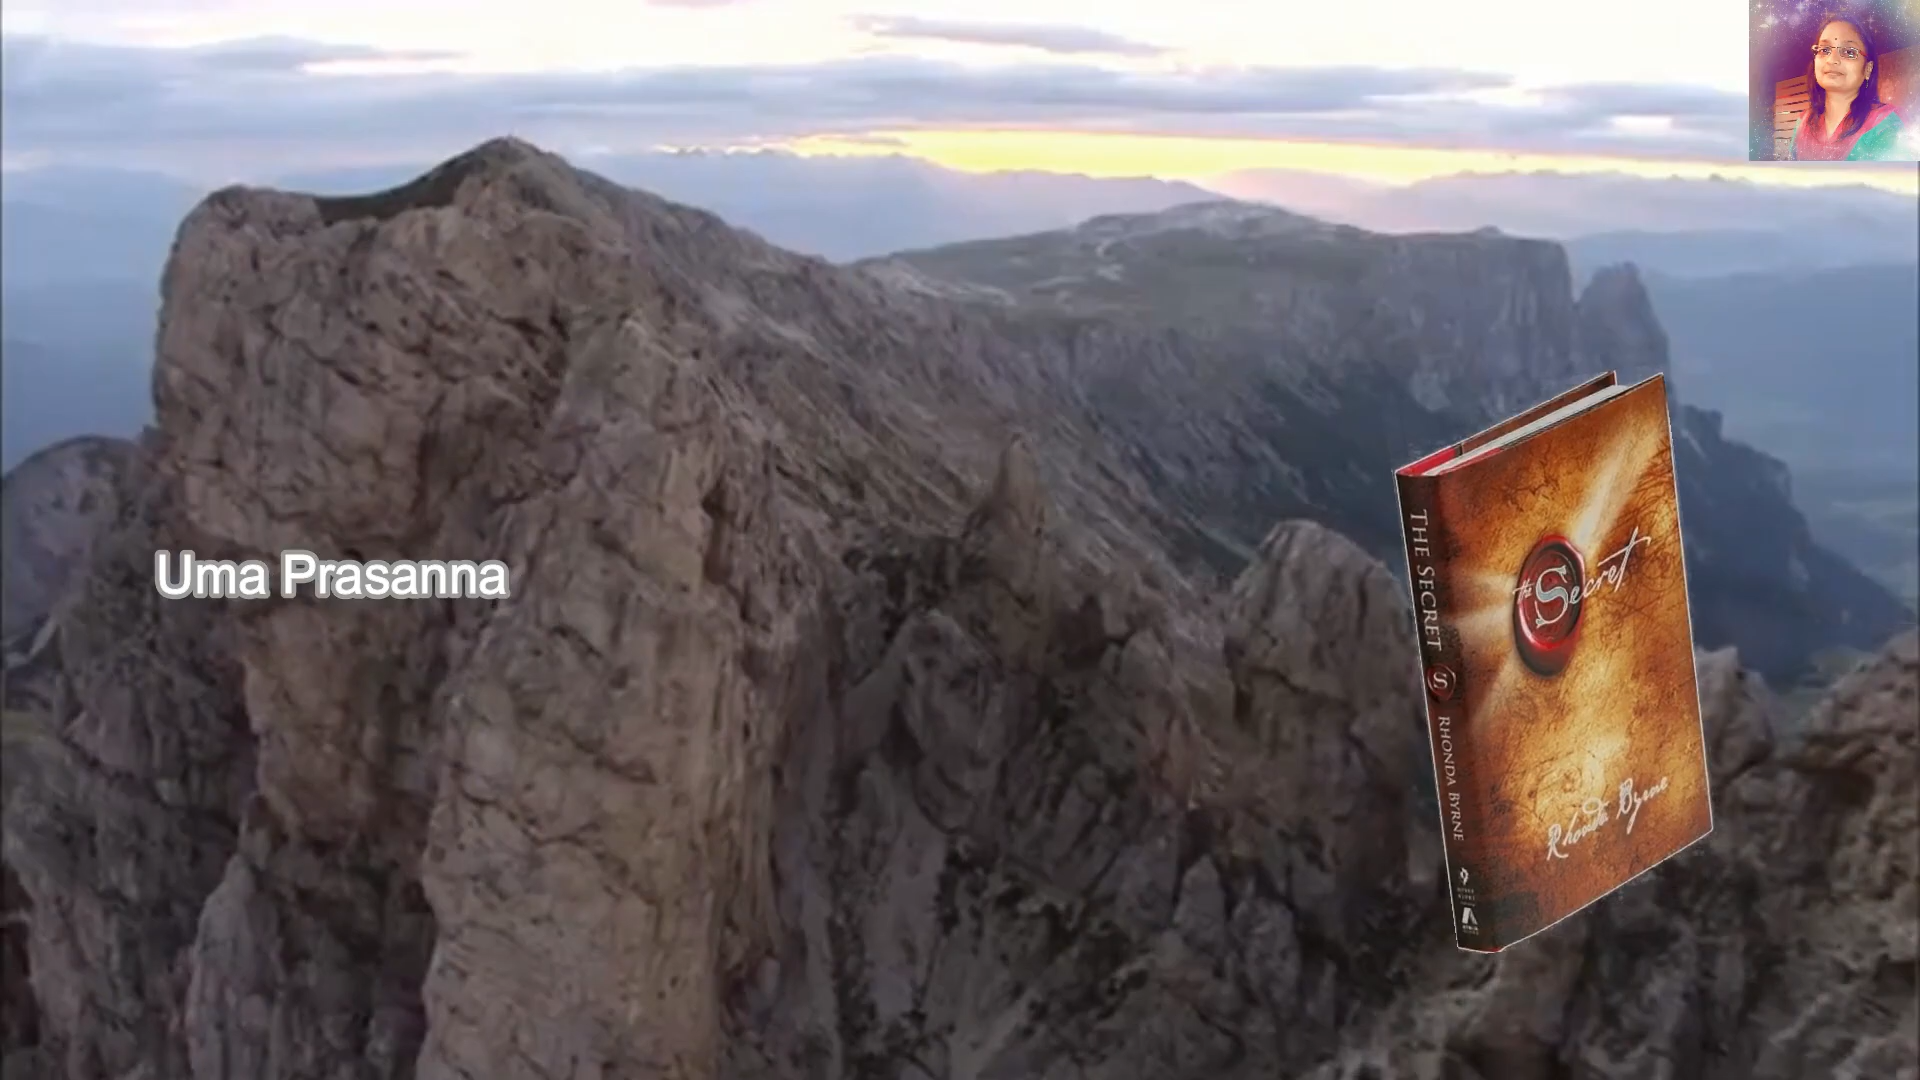 Uma Prasanna
THE SECRET
S
RHONDA BYRNE
the Secret
Rhonda Byrne